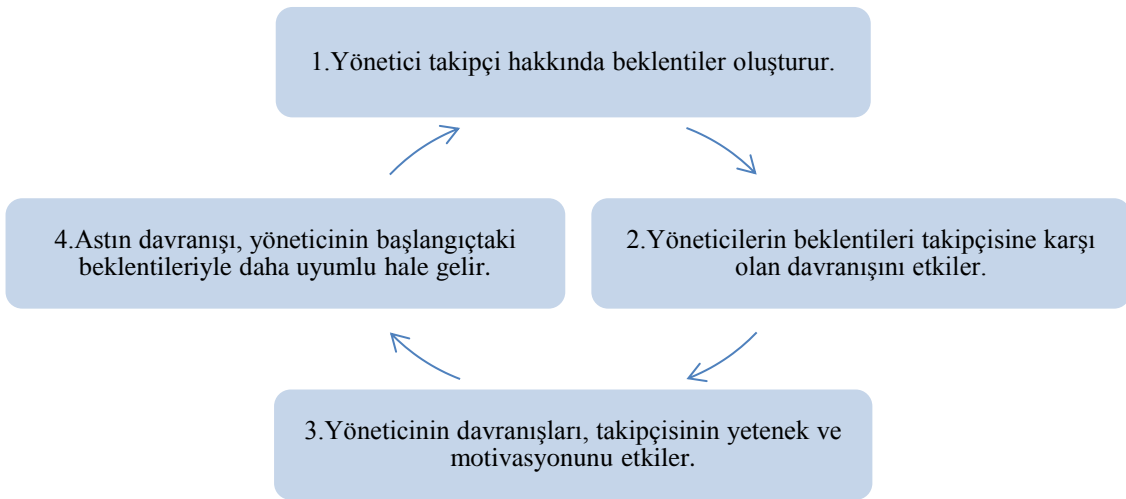 1.Yönetici takipçi hakkında beklentiler oluşturur.
2.Yöneticilerin beklentileri takipçisine karşı
olan davranışını etkiler.
3.Yöneticinin davranışları, takipçisinin yetenek ve
motivasyonunu etkiler.
4.Astın davranışı, yöneticinin başlangıçtaki
beklentileriyle daha uyumlu hale gelir.